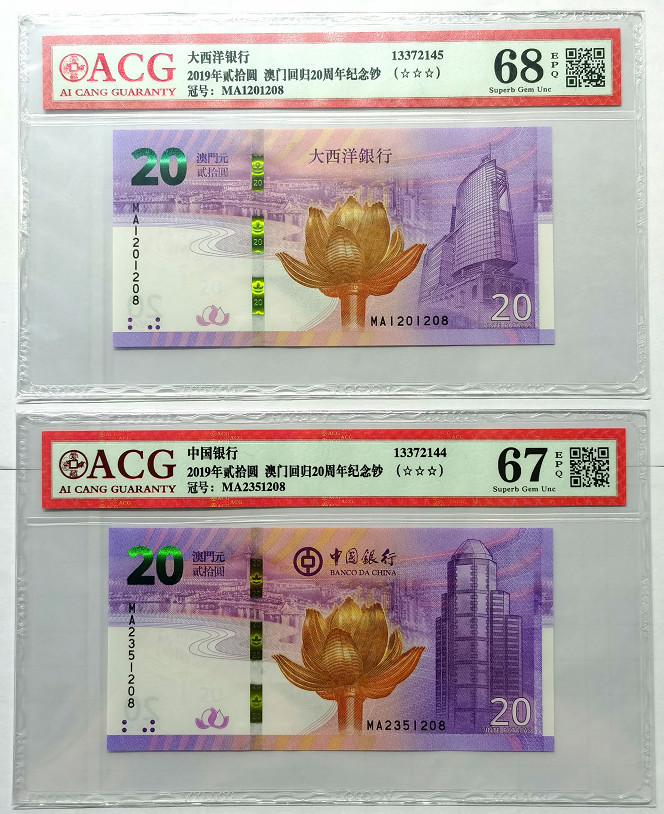 ACG
AI CANG GUARANTY
大西洋银行
13372145
2019年贰拾圆 澳门回归20周年纪念钞
(☆☆☆)
冠号：MA1201208
68
EPQ
Superb Gem Unc
20
澳門元
貳拾圓
大西洋銀行
MA1201208
20
20
20
MA1201208
20
ACG
AI CANG GUARANTY
中国银行
13372144
2019年贰拾圆 澳门回归20周年纪念钞
(☆☆☆)
冠号：MA2351208
67
EPQ
Superb Gem Unc
20
澳門元
貳拾圓
中國銀行
BANCO DA CHINA
MA2351208
20
MA2351208
20